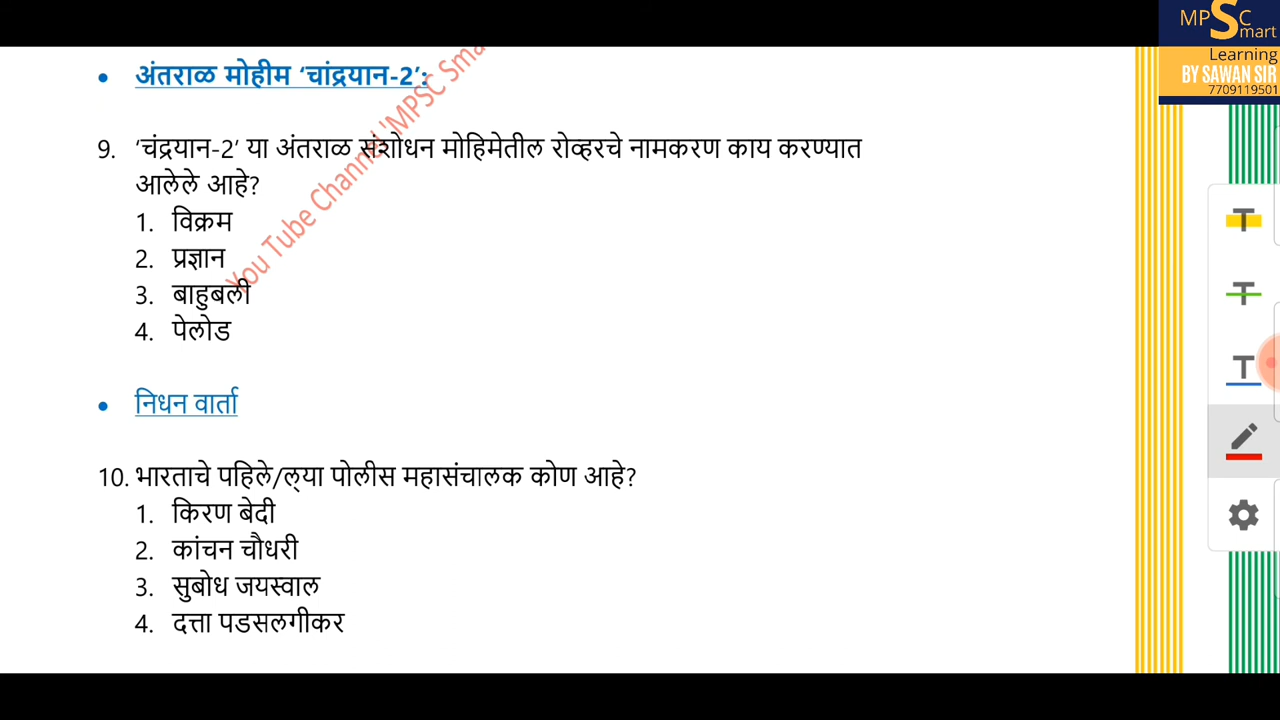 MPSC
Smart
Learning
BY SAWAN SIR
7709119501
• अंतराळ मोहीम ‘चांद्रयान-2’:
9. ‘चंद्रयान-2’ या अंतराळ संशोधन मोहिमेतील रोव्हरचे नामकरण काय करण्यात
आलेले आहे?
1. विक्रम
2. प्रज्ञान
3. बाहुबली
4. पेलोड
You Tube Channel 'MPSC Sma
• निधन वार्ता
10. भारताचे पहिले/ल्‍या पोलीस महासंचालक कोण आहे?
1. किरण बेदी
2. कांचन चौधरी
3. सुबोध जयस्वाल
4. दत्ता पडसलगीकर